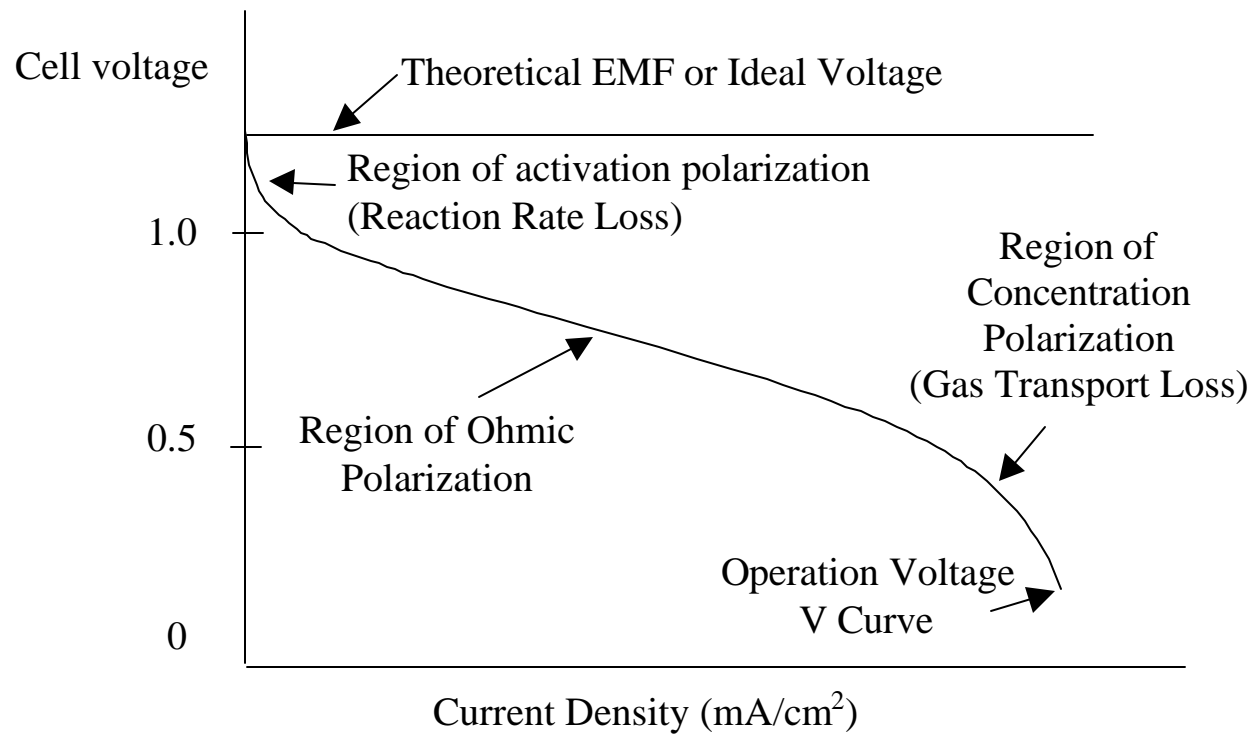 Cell voltage
Theoretical EMF or Ideal Voltage
Region of activation polarization
(Reaction Rate Loss)
1.0
Region of
Concentration
Polarization
(Gas Transport Loss)
Region of Ohmic
Polarization
0.5
Operation Voltage
V Curve
0
Current Density (mA/cm²)